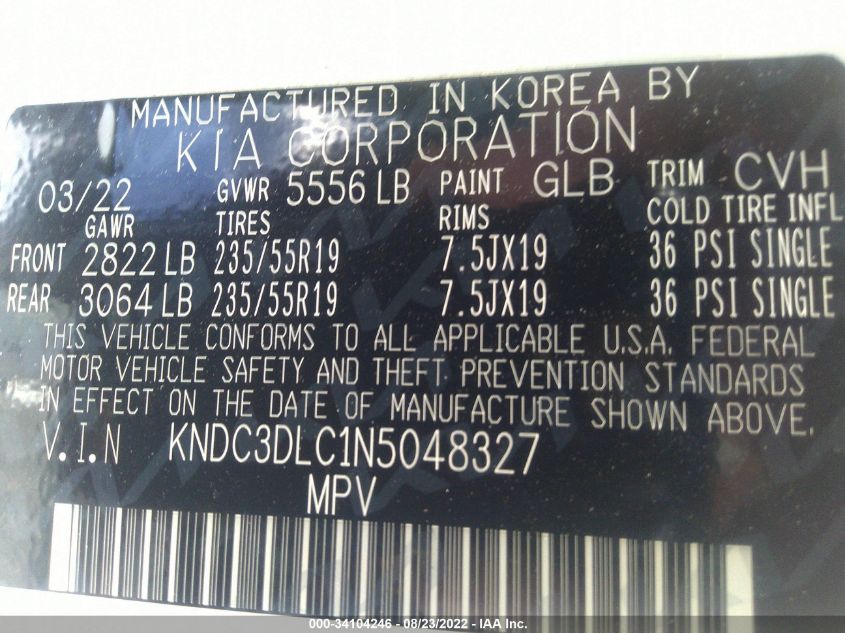 MANUFACTURED IN KOREA BY
KIA CORPORATION
03/22 GVWR 5556 LB PAINT GLB TRIM CVH
GAWR TIRES RIMS COLD TIRE INFL
FRONT 2822 LB 235/55R19 7.5JX19 36 PSI SINGLE
REAR 3064 LB 235/55R19 7.5JX19 36 PSI SINGLE
THIS VEHICLE CONFORMS TO ALL APPLICABLE U.S.A. FEDERAL
MOTOR VEHICLE SAFETY AND THEFT PREVENTION STANDARDS
IN EFFECT ON THE DATE OF MANUFACTURE SHOWN ABOVE.
V.I.N KNDC3DLC1N5048327
MPV
000-34104246 - 08/23/2022 - IAA Inc.